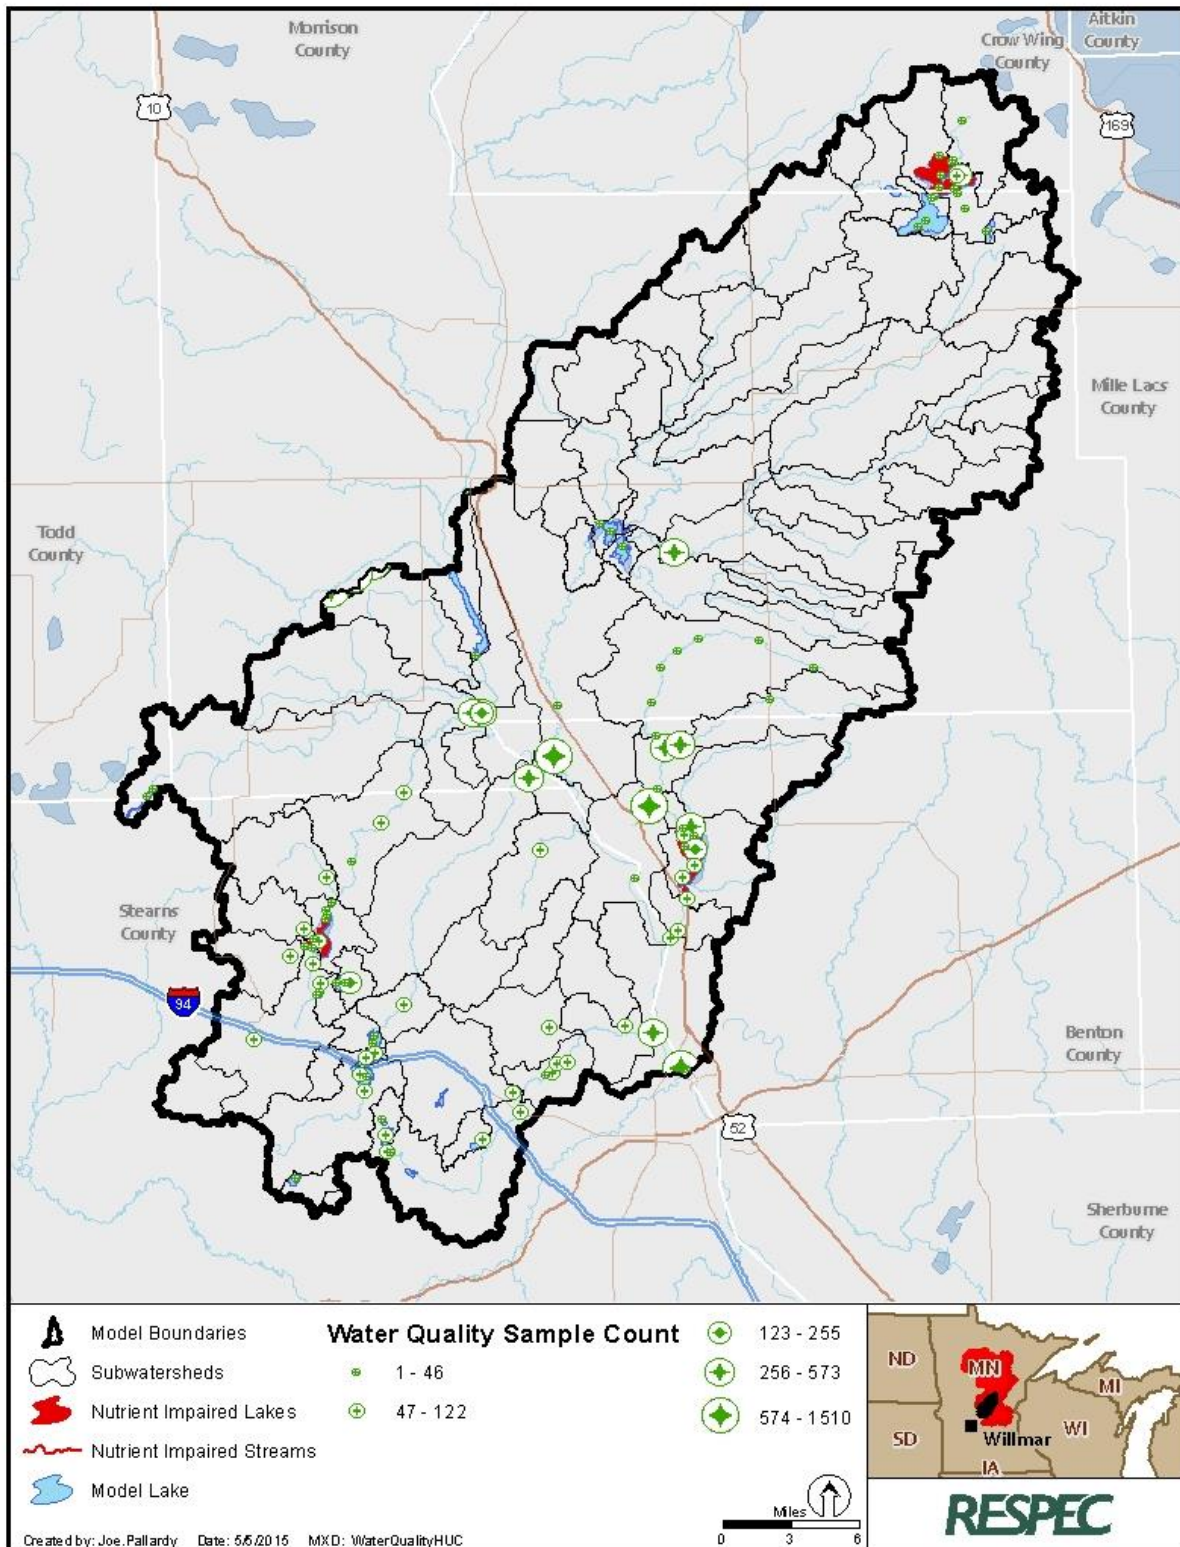 Morrison
County
Aitkin
County
Crow Wing
County
10
169
Mille Lacs
County
Todd
County
Stearns
County
94
Benton
County
52
Sherburne
County
Model Boundaries
Subwatersheds
Nutrient Impaired Lakes
Nutrient Impaired Streams
Model Lake
Water Quality Sample Count
1 - 46
47 - 122
123 - 255
256 - 573
574 - 1510
Miles
0 3 6
ND
MN
SD
WI
MI
IA
Willmar
RESPEC
Created by: Joe.Pallardy Date: 5/5/2015 MXD: WaterQualityHUC